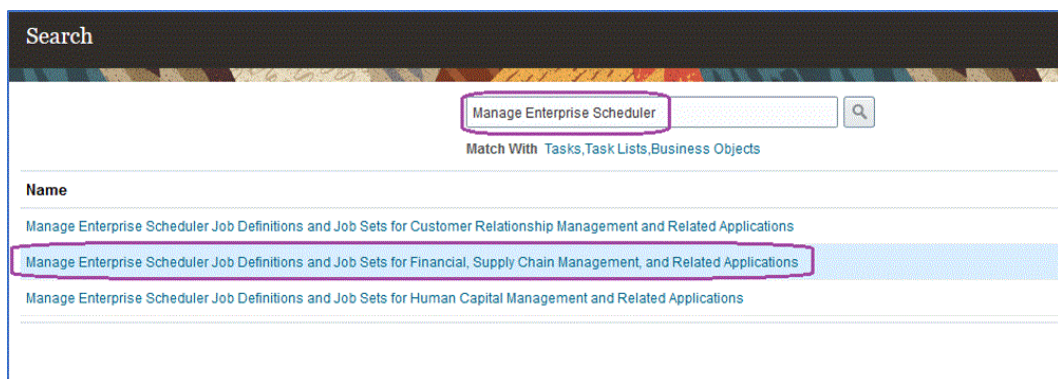 Search
Manage Enterprise Scheduler
Match With Tasks,Task Lists,Business Objects
Name
Manage Enterprise Scheduler Job Definitions and Job Sets for Customer Relationship Management and Related Applications
Manage Enterprise Scheduler Job Definitions and Job Sets for Financial, Supply Chain Management, and Related Applications
Manage Enterprise Scheduler Job Definitions and Job Sets for Human Capital Management and Related Applications